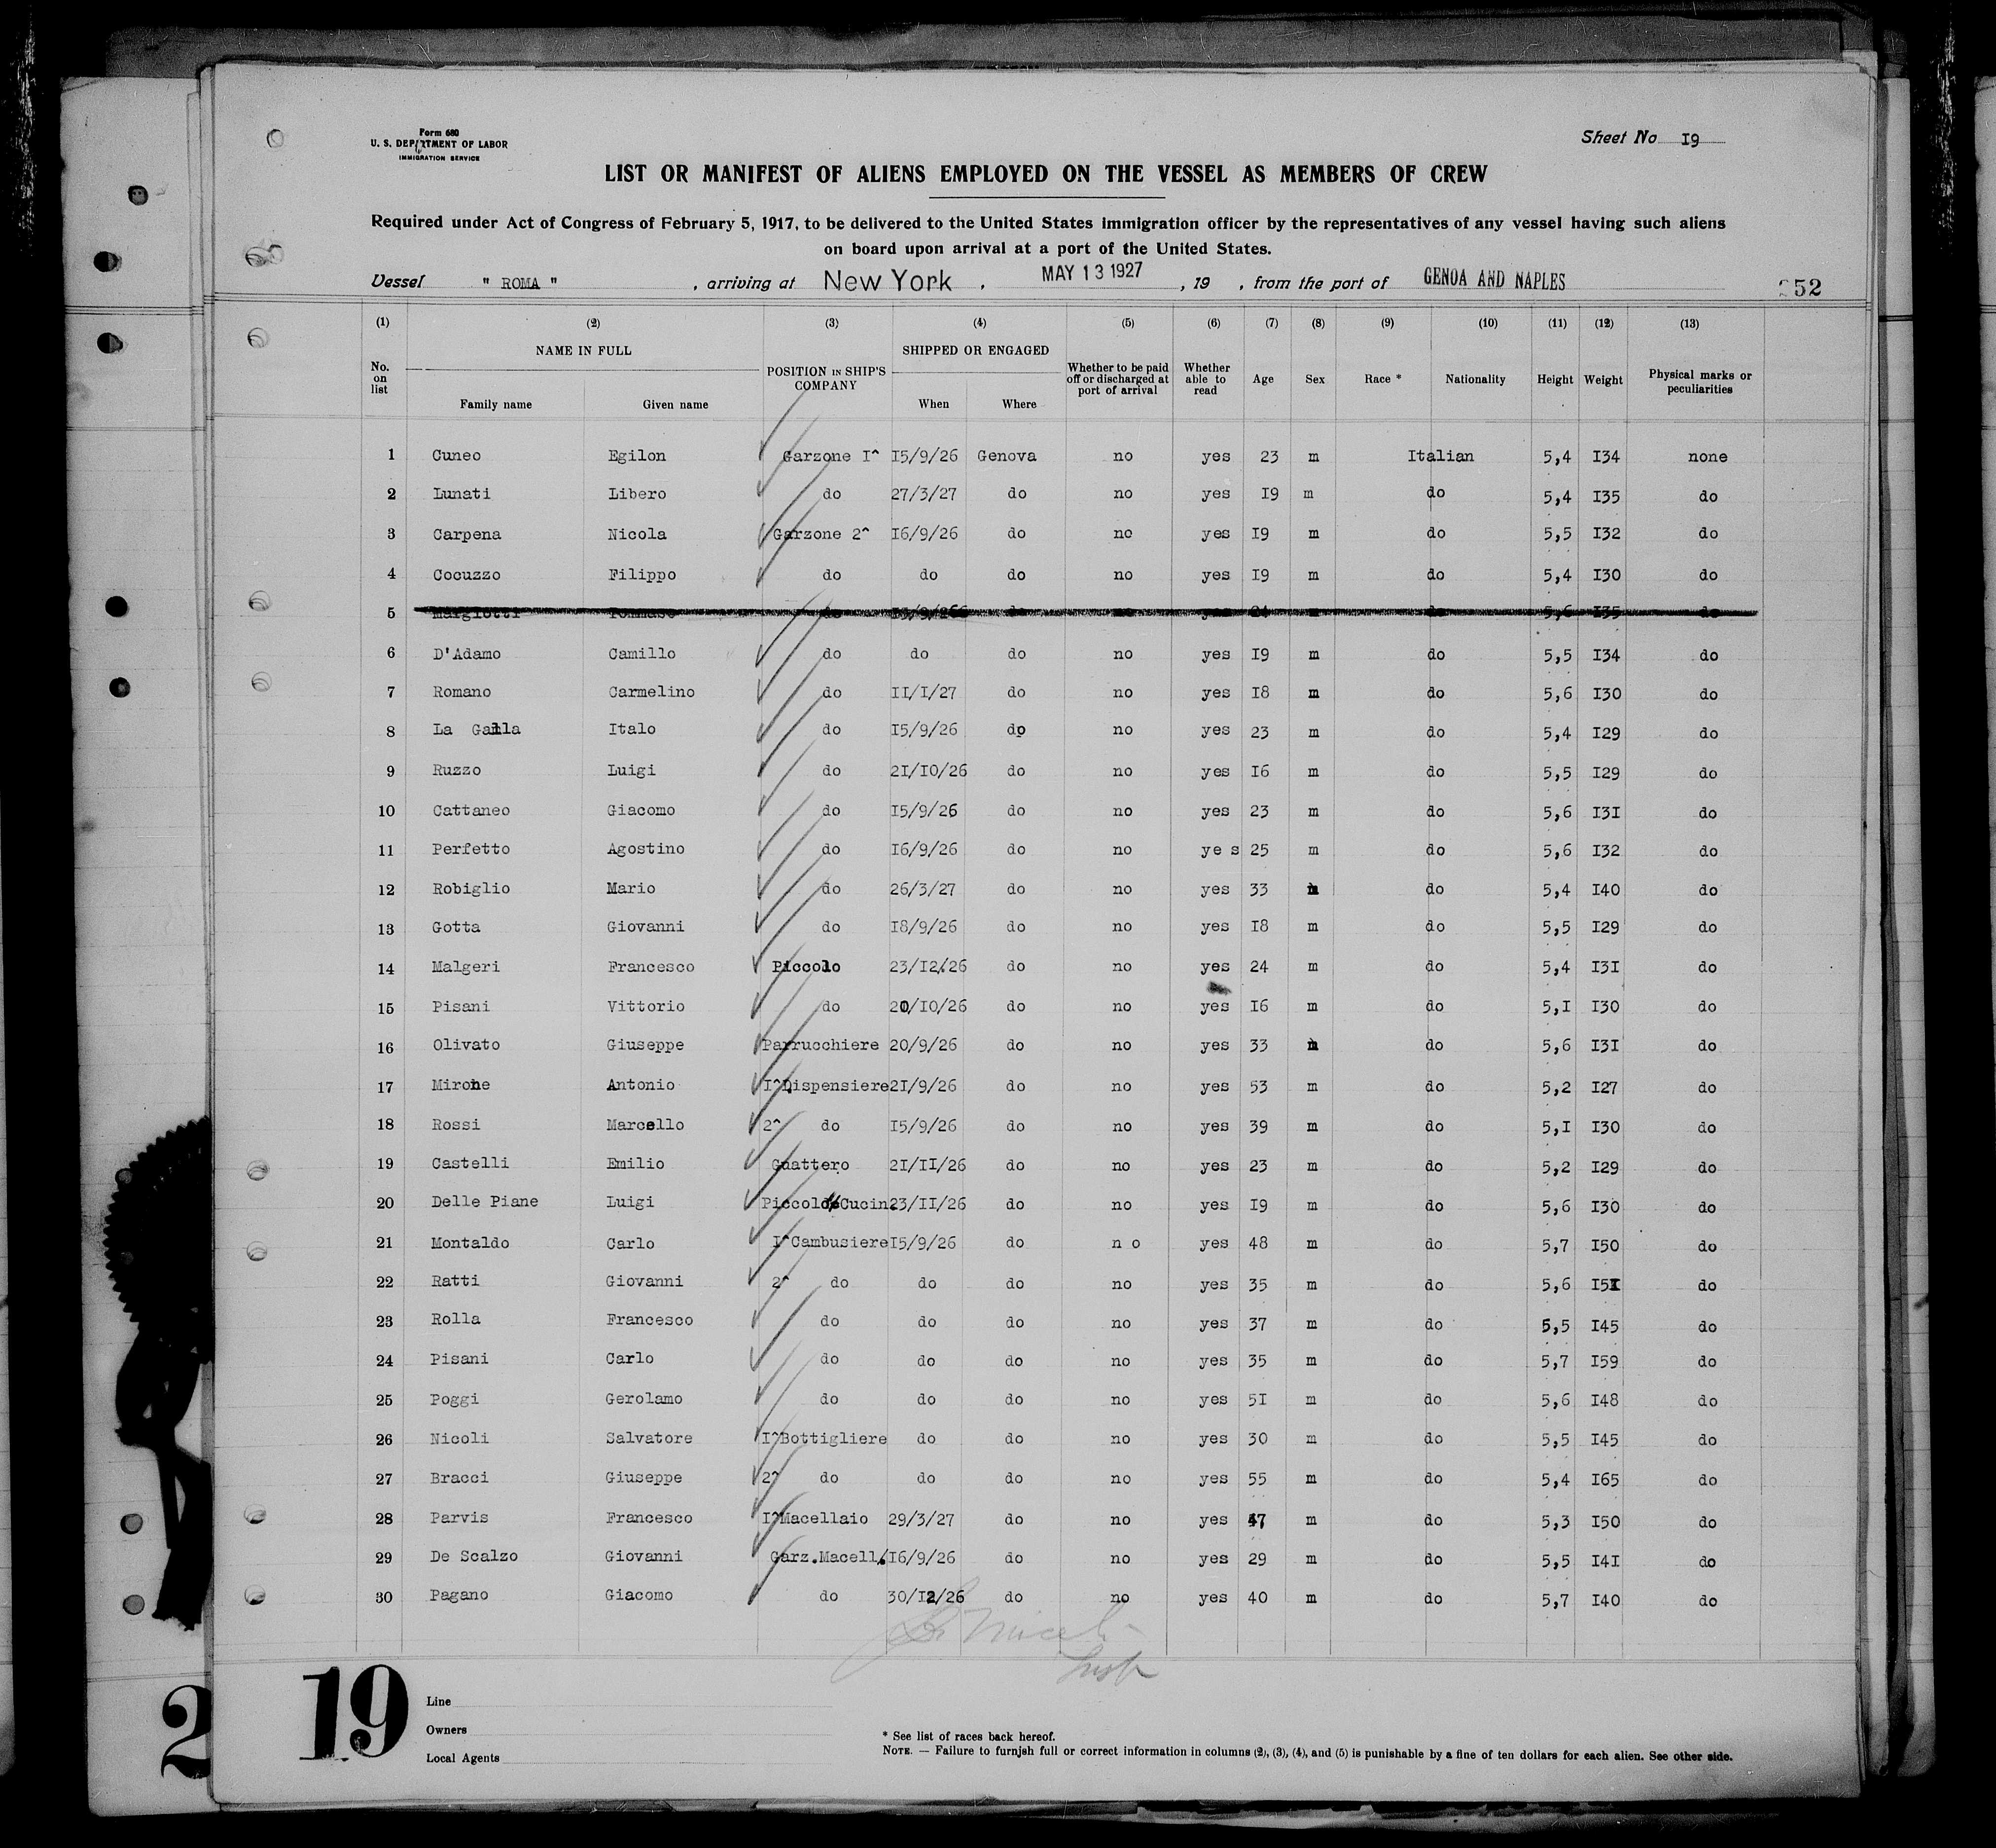 Form 680
U. S. DEPARTMENT OF LABOR
IMMIGRATION SERVICE
Sheet No I9
LIST OR MANIFEST OF ALIENS EMPLOYED ON THE VESSEL AS MEMBERS OF CREW
Required under Act of Congress of February 5, 1917, to be delivered to the United States immigration officer by the representatives of any vessel having such aliens
on board upon arrival at a port of the United States.
Vessel " ROMA " , arriving at New York , MAY 13 1927 , 19 , from the port of GENOA AND NAPLES
52
(1) (2) (3) (4) (5) (6) (7) (8) (9) (10) (11) (12) (13)
No. on list NAME IN FULL Family name Given name POSITION IN SHIP'S COMPANY SHIPPED OR ENGAGED When Where Whether to be paid off or discharged at port of arrival Whether able to read Age Sex Race * Nationality Height Weight Physical marks or peculiarities
1 Cuneo Egilon Garzone I^ I5/9/26 Genova no yes 23 m Italian 5,4 I34 none
2 Lunati Libero do 27/3/27 do no yes I9 m do 5,4 I35 do
3 Carpena Nicola Garzone 2^ I6/9/26 do no yes I9 m do 5,5 I32 do
4 Cocuzzo Filippo do do do no yes I9 m do 5,4 I30 do
5 do do 24 do 5,6 I35 do
6 D'Adamo Camillo do do do no yes I9 m do 5,5 I34 do
7 Romano Carmelino do II/I/27 do no yes I8 m do 5,6 I30 do
8 La Galla Italo do I5/9/26 do no yes 23 m do 5,4 I29 do
9 Ruzzo Luigi do 2I/I0/26 do no yes I6 m do 5,5 I29 do
10 Cattaneo Giacomo do I5/9/26 do no yes 23 m do 5,6 I3I do
11 Perfetto Agostino do I6/9/26 do no ye s 25 m do 5,6 I32 do
12 Robiglio Mario do 26/3/27 do no yes 33 m do 5,4 I40 do
13 Gotta Giovanni do I8/9/26 do no yes I8 m do 5,5 I29 do
14 Malgeri Francesco Piccolo 23/I2/26 do no yes 24 m do 5,4 I3I do
15 Pisani Vittorio do 20/I0/26 do no yes I6 m do 5,I I30 do
16 Olivato Giuseppe Parrucchiere 20/9/26 do no yes 33 m do 5,6 I3I do
17 Mirone Antonio I^Dispensiere 2I/9/26 do no yes 53 m do 5,2 I27 do
18 Rossi Marcello 2^ do I5/9/26 do no yes 39 m do 5,I I30 do
19 Castelli Emilio Guattero 2I/II/26 do no yes 23 m do 5,2 I29 do
20 Delle Piane Luigi Piccolo Cucin 23/II/26 do no yes I9 m do 5,6 I30 do
21 Montaldo Carlo I^Cambusiere I5/9/26 do n o yes 48 m do 5,7 I50 do
22 Ratti Giovanni 2^ do do do no yes 35 m do 5,6 I5I do
23 Rolla Francesco do do do no yes 37 m do 5,5 I45 do
24 Pisani Carlo do do do no yes 35 m do 5,7 I59 do
25 Poggi Gerolamo do do do no yes 5I m do 5,6 I48 do
26 Nicoli Salvatore I^Bottigliere do do no yes 30 m do 5,5 I45 do
27 Bracci Giuseppe 2^ do do do no yes 55 m do 5,4 I65 do
28 Parvis Francesco I^Macellaio 29/3/27 do no yes 47 m do 5,3 I50 do
29 De Scalzo Giovanni Garz.Macell. I6/9/26 do no yes 29 m do 5,5 I4I do
30 Pagano Giacomo do 30/I2/26 do no yes 40 m do 5,7 I40 do
19
2
Line
Owners
Local Agents
* See list of races back hereof.
NOTE. — Failure to furnish full or correct information in columns (2), (3), (4), and (5) is punishable by a fine of ten dollars for each alien. See other side.